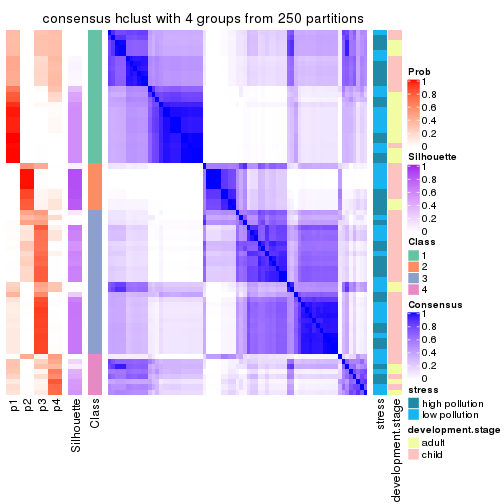 consensus hclust with 4 groups from 250 partitions
Prob
1
0.8
0.6
0.4
0.2
0
Silhouette
1
0.8
0.6
0.4
0.2
0
Class
1
2
3
4
Consensus
1
0.8
0.6
0.4
0.2
0
stress
high pollution
low pollution
development.stage
adult
child
p1
p2
p3
p4
Silhouette
Class
stress
development.stage